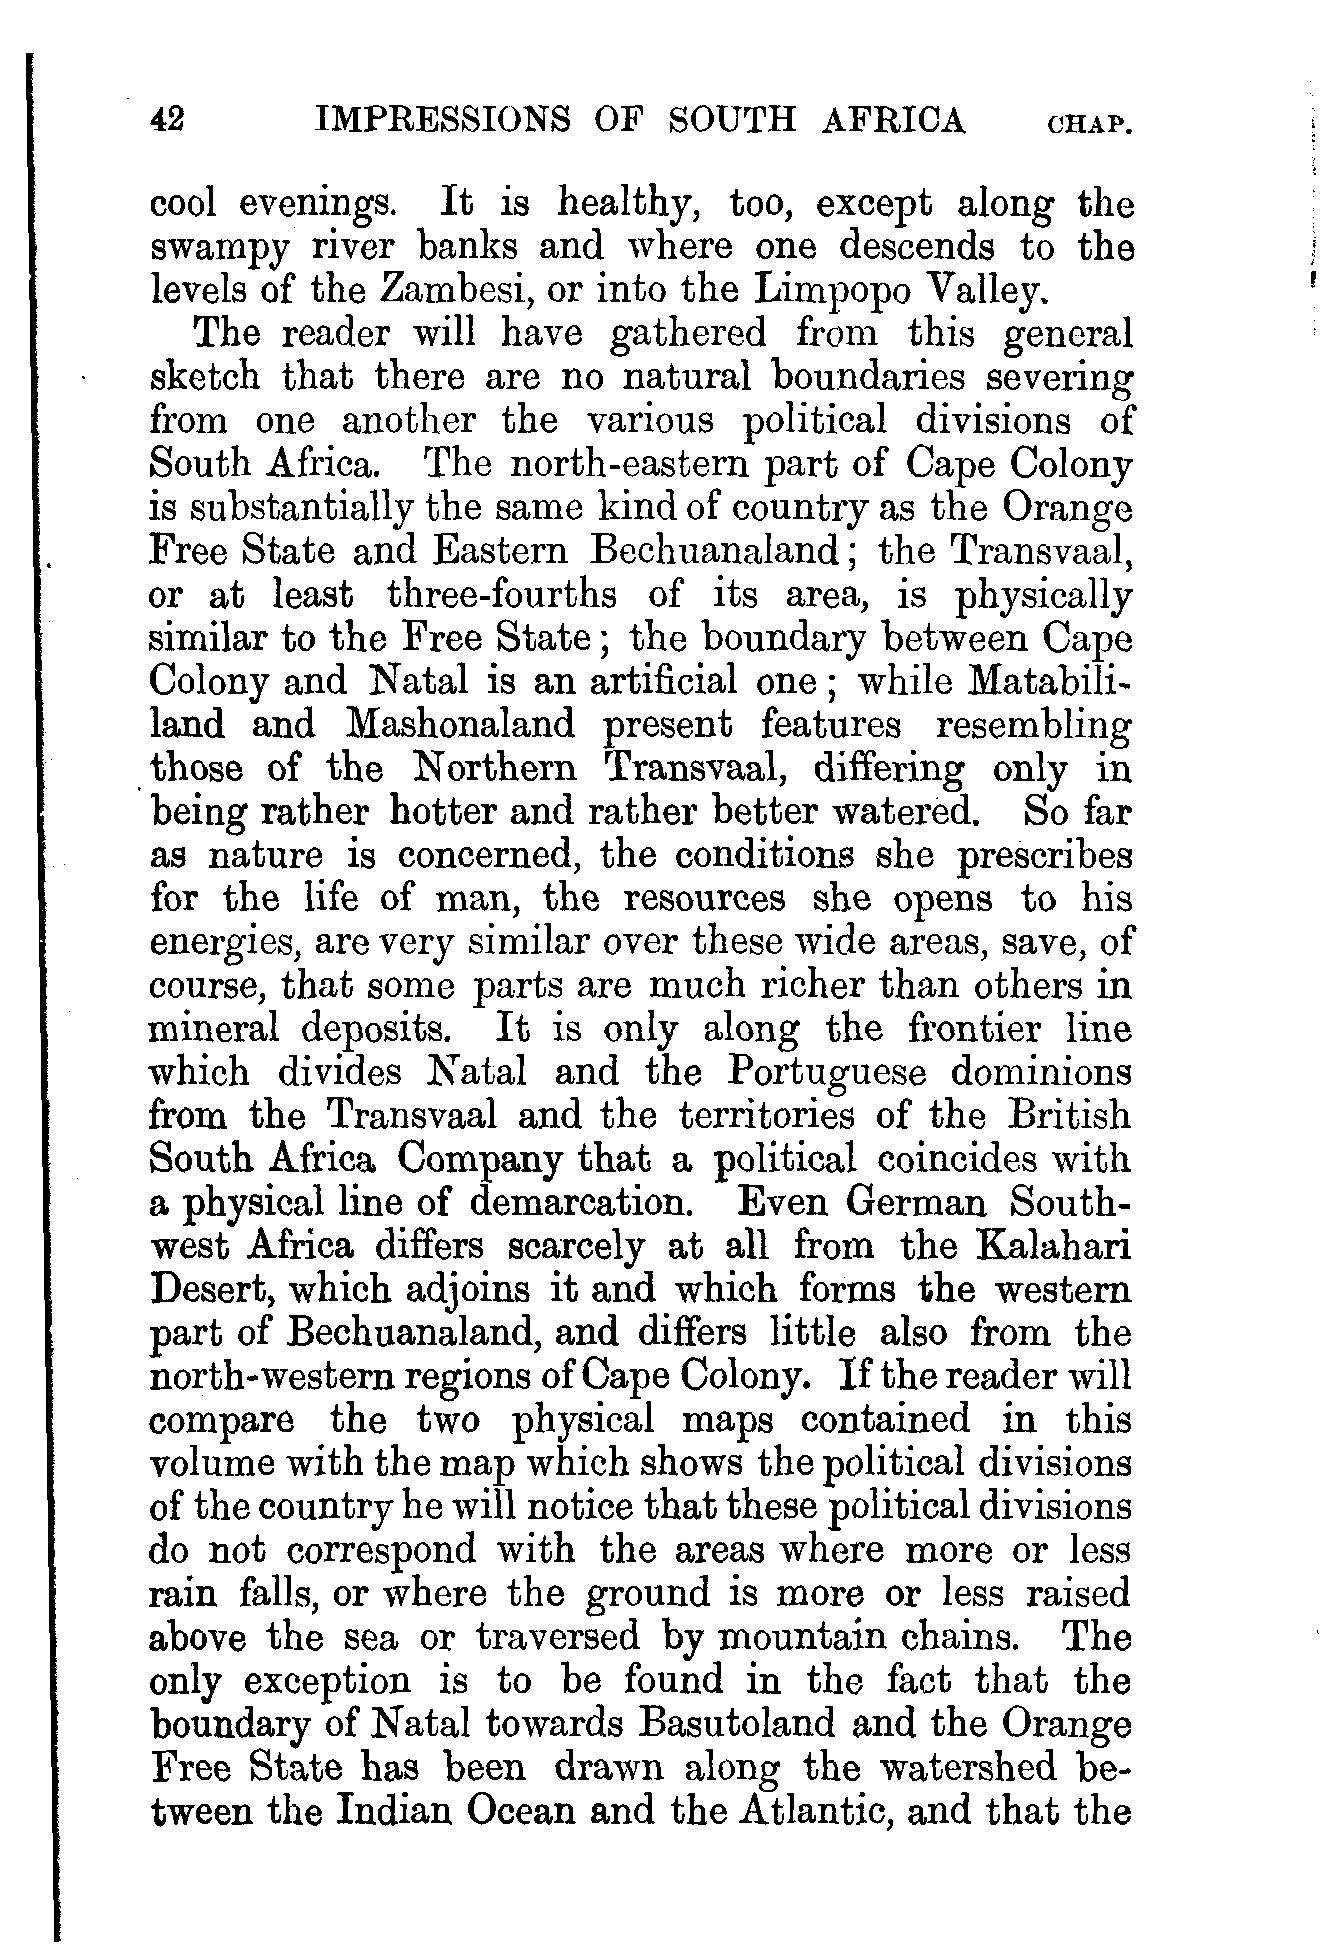 42 IMPRESSIONS OF SOUTH AFRICA CHAP.
cool evenings. It is healthy, too, except along the
swampy river banks and where one descends to the
levels of the Zambesi, or into the Limpopo Valley.
The reader will have gathered from this general
sketch that there are no natural boundaries severing
from one another the various political divisions of
South Africa. The north-eastern part of Cape Colony
is substantially the same kind of country as the Orange
Free State and Eastern Bechuanaland; the Transvaal,
or at least three-fourths of its area, is physically
similar to the Free State; the boundary between Cape
Colony and Natal is an artificial one; while Matabili-
land and Mashonaland present features resembling
those of the Northern Transvaal, differing only in
being rather hotter and rather better watered. So far
as nature is concerned, the conditions she prescribes
for the life of man, the resources she opens to his
energies, are very similar over these wide areas, save, of
course, that some parts are much richer than others in
mineral deposits. It is only along the frontier line
which divides Natal and the Portuguese dominions
from the Transvaal and the territories of the British
South Africa Company that a political coincides with
a physical line of demarcation. Even German South-
west Africa differs scarcely at all from the Kalahari
Desert, which adjoins it and which forms the western
part of Bechuanaland, and differs little also from the
north-western regions of Cape Colony. If the reader will
compare the two physical maps contained in this
volume with the map which shows the political divisions
of the country he will notice that these political divisions
do not correspond with the areas where more or less
rain falls, or where the ground is more or less raised
above the sea or traversed by mountain chains. The
only exception is to be found in the fact that the
boundary of Natal towards Basutoland and the Orange
Free State has been drawn along the watershed be-
tween the Indian Ocean and the Atlantic, and that the